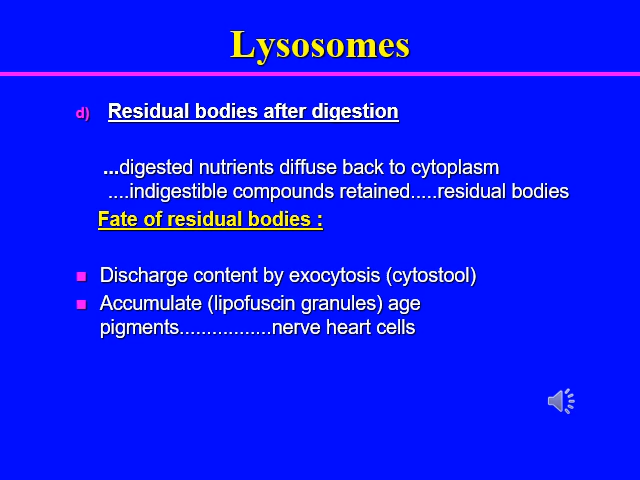 Lysosomes
d) Residual bodies after digestion
...digested nutrients diffuse back to cytoplasm
....indigestible compounds retained.....residual bodies
Fate of residual bodies :
Discharge content by exocytosis (cytostool)
Accumulate (lipofuscin granules) age
pigments.................nerve heart cells